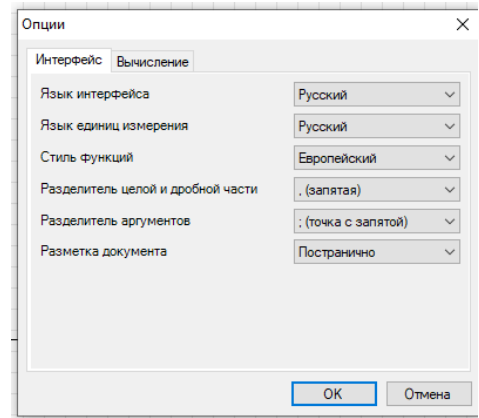 Опции
Интерфейс Вычисление
Язык интерфейса Русский
Язык единиц измерения Русский
Стиль функций Европейский
Разделитель целой и дробной части , (запятая)
Разделитель аргументов ; (точка с запятой)
Разметка документа Постранично
OK Отмена